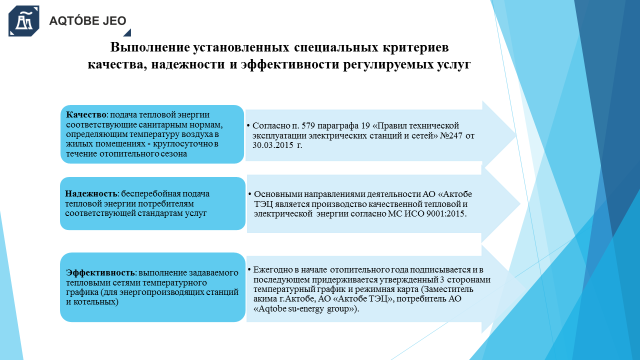 AQTÓBE JEO
Выполнение установленных специальных критериев
качества, надежности и эффективности регулируемых услуг
Качество: подача тепловой энергии
соответствующие санитарным нормам,
определяющим температуру воздуха в
жилых помешениях - круглосуточно в
течение отопительного сезона
• Согласно п. 579 параграфа 19 «Правил технической
эксплуатации электрических станций и сетей» №247 от
30.03.2015 г.
Надежность: бесперебойная подача
тепловой энергии потребителям
соответствующей стандартам услуг
• Основными направлениями деятельности АО «Актобе
ТЭЦ является производство качественной тепловой и
электрической энергии согласно МС ИСО 9001:2015.
Эффективность: выполнение задаваемого
тепловыми сетями температурного
графика (для энергопроизводящих станций
и котельных)
• Ежегодно в начале отопительного года подписывается и в
последующем придерживается утвержденный 3 сторонами
температурный график и режимная карта (Заместитель
акима г.Актобе, АО «Актобе ТЭЦ», потребитель АО
«Aqtobe su-energy group»).